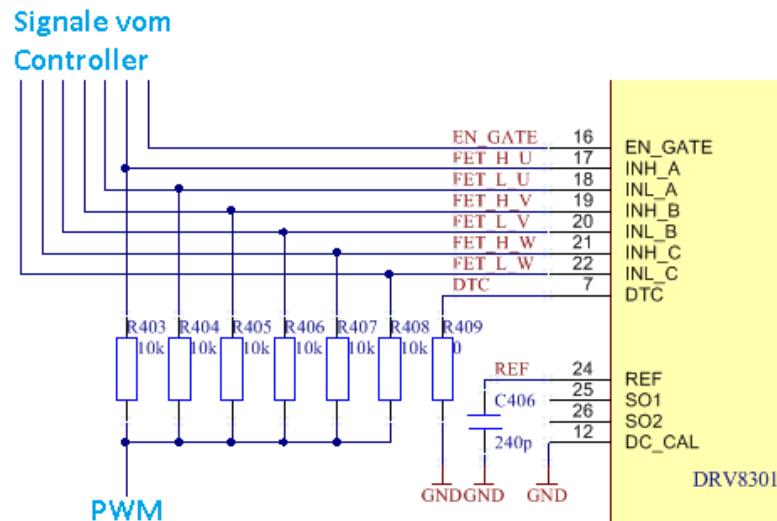 Signale vom
Controller
EN_GATE 16 EN_GATE
FET_H_U 17 INH_A
FET_L_U 18 INL_A
FET_H_V 19 INH_B
FET_L_V 20 INL_B
FET_H_W 21 INH_C
FET_L_W 22 INL_C
DTC 7 DTC
R403 R404 R405 R406 R407 R408 R409
10k 10k 10k 10k 10k 10k 0
REF 24 REF
C406 25 SO1
26 SO2
240p 12 DC_CAL
GND GND GND
DRV8301
PWM